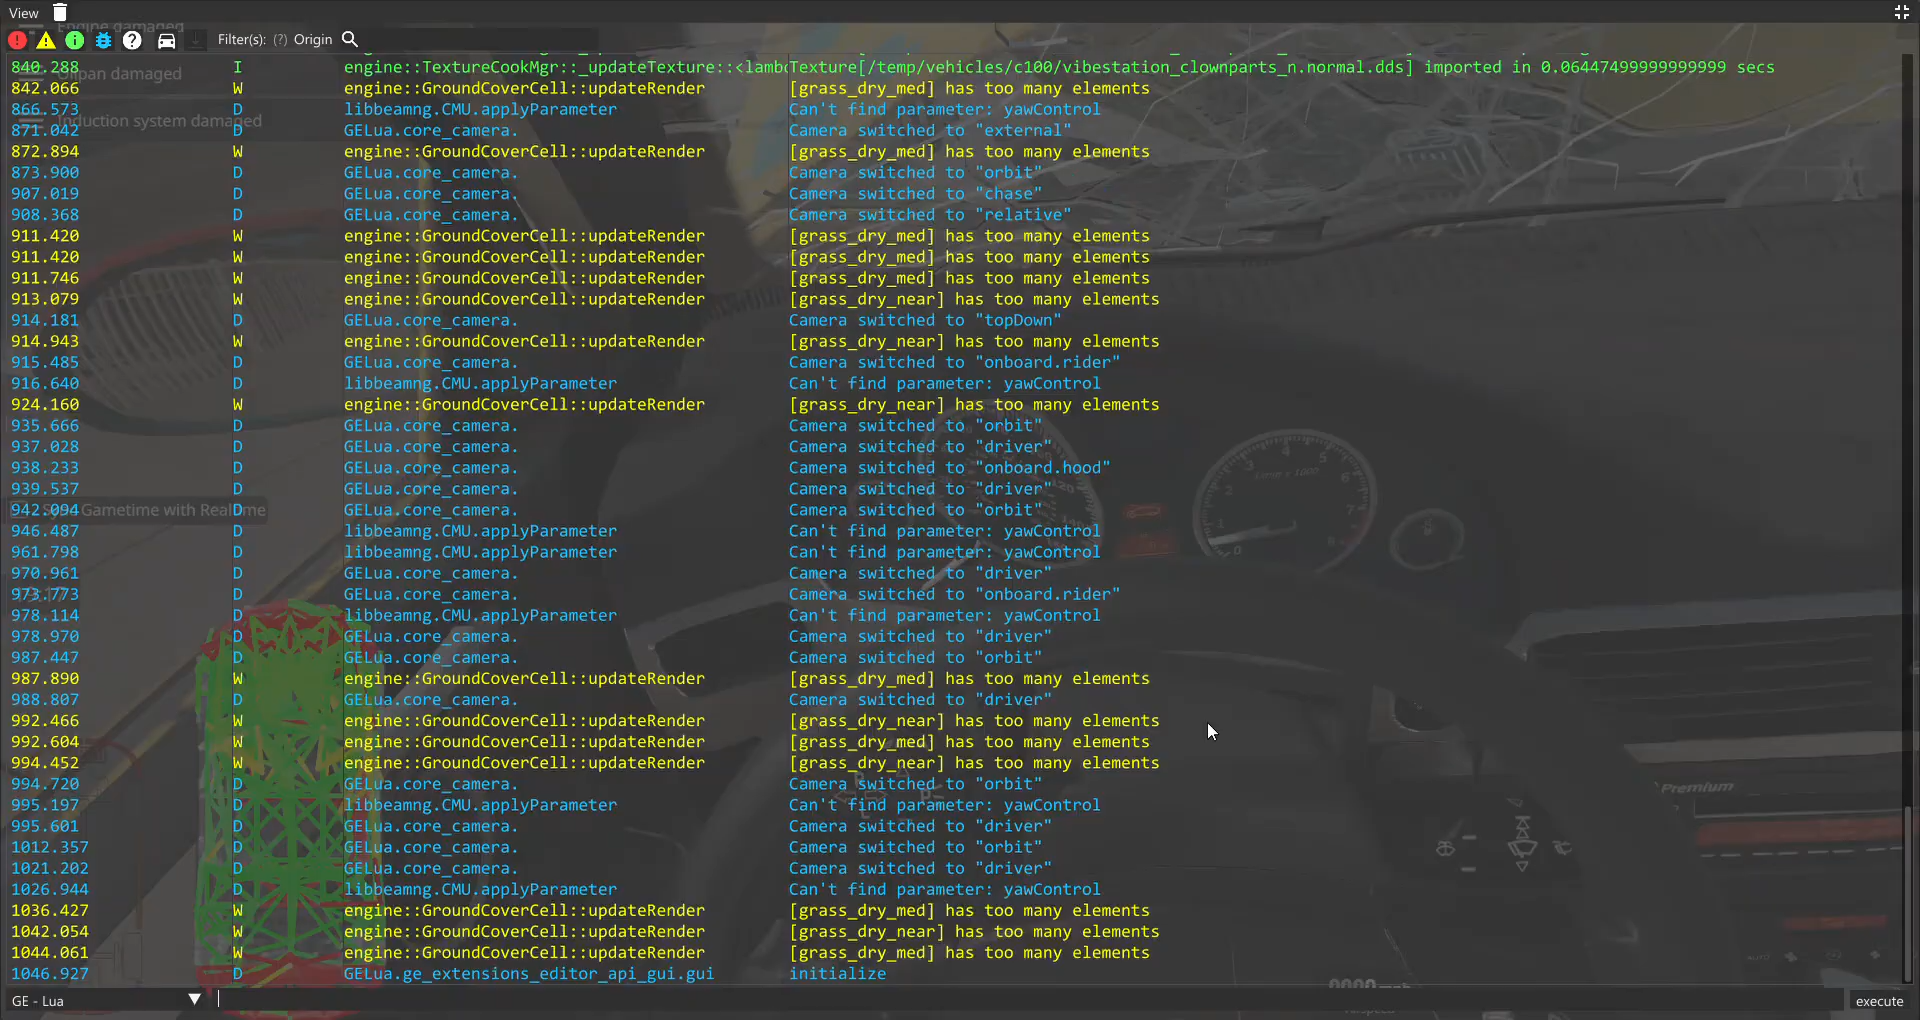 View
Engine damaged
Filter(s): (?) Origin
840.288 I engine::TextureCookMgr::_updateTexture::<lambd Texture[/temp/vehicles/c100/vibestation_clownparts_n.normal.dds] imported in 0.06447499999999999 secs
Oilpan damaged
842.066 W engine::GroundCoverCell::updateRender [grass_dry_med] has too many elements
866.573 D libbeamng.CMU.applyParameter Can't find parameter: yawControl
Induction system damaged
871.042 D GELua.core_camera. Camera switched to "external"
872.894 W engine::GroundCoverCell::updateRender [grass_dry_med] has too many elements
873.900 D GELua.core_camera. Camera switched to "orbit"
907.019 D GELua.core_camera. Camera switched to "chase"
908.368 D GELua.core_camera. Camera switched to "relative"
911.420 W engine::GroundCoverCell::updateRender [grass_dry_med] has too many elements
911.420 W engine::GroundCoverCell::updateRender [grass_dry_med] has too many elements
911.746 W engine::GroundCoverCell::updateRender [grass_dry_med] has too many elements
913.079 W engine::GroundCoverCell::updateRender [grass_dry_near] has too many elements
914.181 D GELua.core_camera. Camera switched to "topDown"
914.943 W engine::GroundCoverCell::updateRender [grass_dry_near] has too many elements
915.485 D GELua.core_camera. Camera switched to "onboard.rider"
916.640 D libbeamng.CMU.applyParameter Can't find parameter: yawControl
924.160 W engine::GroundCoverCell::updateRender [grass_dry_near] has too many elements
935.666 D GELua.core_camera. Camera switched to "orbit"
937.028 D GELua.core_camera. Camera switched to "driver"
938.233 D GELua.core_camera. Camera switched to "onboard.hood"
939.537 D GELua.core_camera. Camera switched to "driver"
942.094 D GELua.core_camera. Camera switched to "orbit"
Gametime with Realtime
946.487 D libbeamng.CMU.applyParameter Can't find parameter: yawControl
961.798 D libbeamng.CMU.applyParameter Can't find parameter: yawControl
970.961 D GELua.core_camera. Camera switched to "driver"
973.773 D GELua.core_camera. Camera switched to "onboard.rider"
978.114 D libbeamng.CMU.applyParameter Can't find parameter: yawControl
978.970 D GELua.core_camera. Camera switched to "driver"
987.447 D GELua.core_camera. Camera switched to "orbit"
987.890 W engine::GroundCoverCell::updateRender [grass_dry_med] has too many elements
988.807 D GELua.core_camera. Camera switched to "driver"
992.466 W engine::GroundCoverCell::updateRender [grass_dry_near] has too many elements
992.604 W engine::GroundCoverCell::updateRender [grass_dry_med] has too many elements
994.452 W engine::GroundCoverCell::updateRender [grass_dry_near] has too many elements
994.720 D GELua.core_camera. Camera switched to "orbit"
Premium
995.197 D libbeamng.CMU.applyParameter Can't find parameter: yawControl
995.601 D GELua.core_camera. Camera switched to "driver"
1012.357 D GELua.core_camera. Camera switched to "orbit"
1021.202 D GELua.core_camera. Camera switched to "driver"
1026.944 D libbeamng.CMU.applyParameter Can't find parameter: yawControl
1036.427 W engine::GroundCoverCell::updateRender [grass_dry_med] has too many elements
1042.054 W engine::GroundCoverCell::updateRender [grass_dry_near] has too many elements
1044.061 W engine::GroundCoverCell::updateRender [grass_dry_med] has too many elements
1046.927 D GELua.ge_extensions_editor_api_gui.gui initialize
GE - Lua
execute